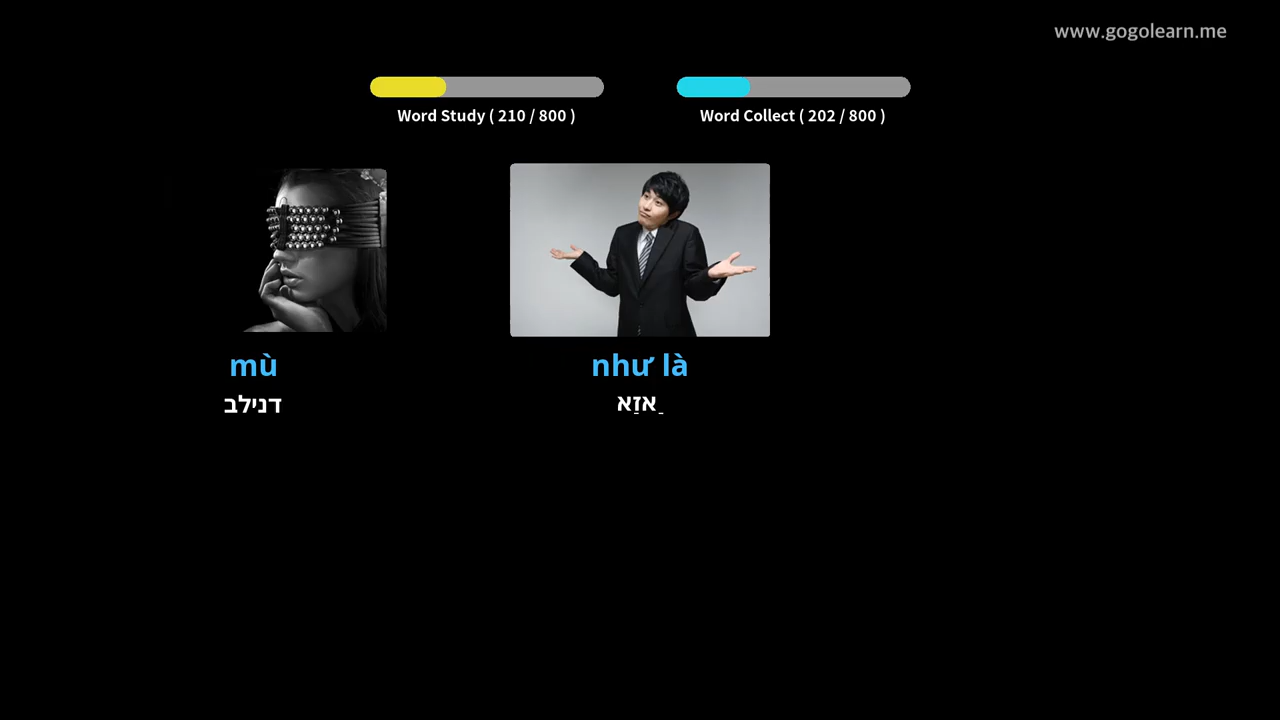 www.gogolearn.me
Word Study ( 210 / 800 )
Word Collect ( 202 / 800 )
mù
דנילב
như là
ַאזַא